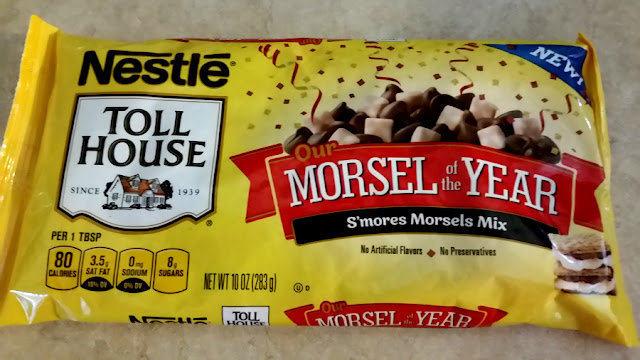 Nestlé
NEW!
TOLL
HOUSE
SINCE 1939
®
Our
MORSEL of the YEAR
S'mores Morsels Mix
No Artificial Flavors ◆ No Preservatives
PER 1 TBSP
80
CALORIES
3.5g
SAT FAT
18% DV
0mg
SODIUM
0% DV
8g
SUGARS
NET WT 10 OZ (283 g)
U D
Nestlé
TOLL
HOUSE
Our
MORSEL of the YEAR